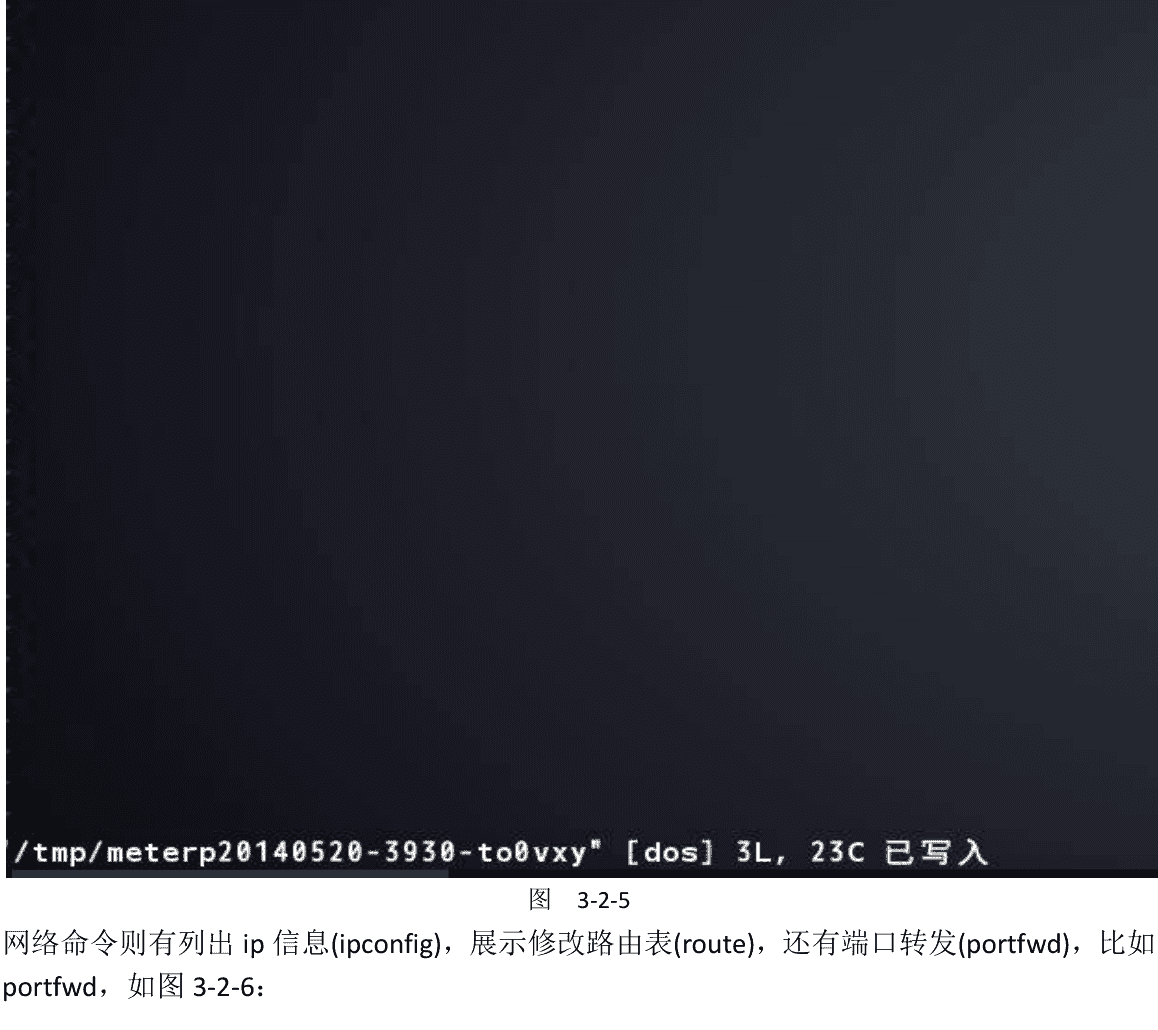 "/tmp/meterp20140520-3930-to0vxy" [dos] 3L, 23C 已写入
图 3-2-5
网络命令则有列出 ip 信息(ipconfig)，展示修改路由表(route)，还有端口转发(portfwd)，比如
portfwd，如图 3-2-6：